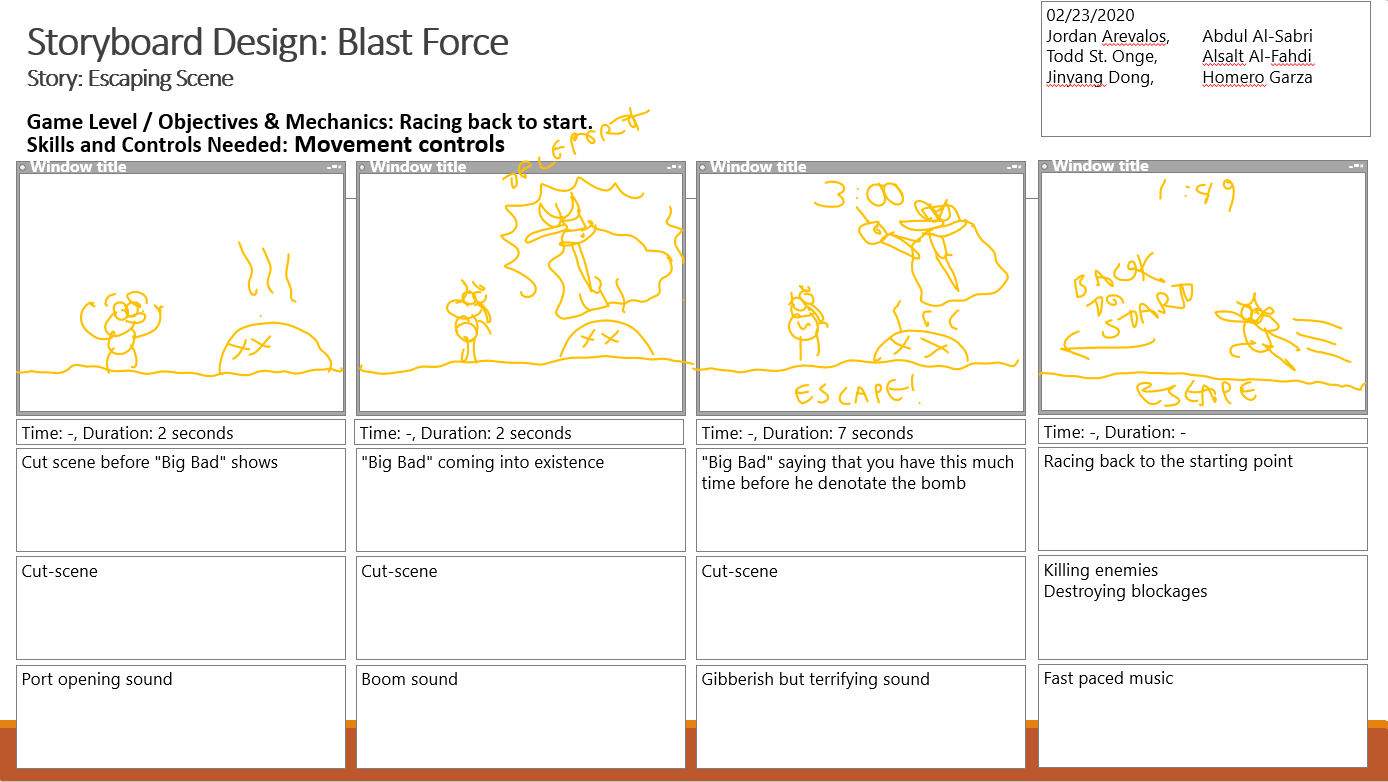 Storyboard Design: Blast Force
Story: Escaping Scene
02/23/2020
Jordan Arevalos, Abdul Al-Sabri
Todd St. Onge, Alsalt Al-Fahdi
Jinyang Dong, Homero Garza
Game Level / Objectives & Mechanics: Racing back to start.
Skills and Controls Needed: Movement controls
Window title
Window title
Window title
Window title
3:00
1:49
BACK
TO
START
XX
XX
XX
ESCAPE!
ESCAPE
Time: -, Duration: 2 seconds
Time: -, Duration: 2 seconds
Time: -, Duration: 7 seconds
Time: -, Duration: -
Cut scene before "Big Bad" shows
"Big Bad" coming into existence
"Big Bad" saying that you have this much
time before he denotate the bomb
Racing back to the starting point
Cut-scene
Cut-scene
Cut-scene
Killing enemies
Destroying blockages
Port opening sound
Boom sound
Gibberish but terrifying sound
Fast paced music